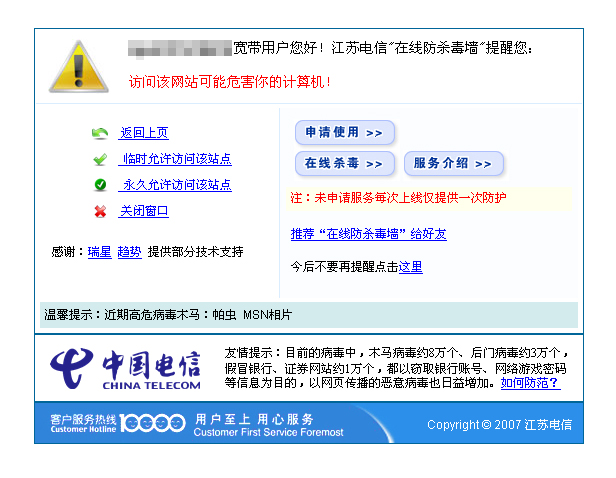 宽带用户您好！江苏电信"在线防杀毒墙"提醒您：
访问该网站可能危害你的计算机！
返回上页
临时允许访问该站点
永久允许访问该站点
关闭窗口
感谢：瑞星 趋势 提供部分技术支持
申请使用 >>
在线杀毒 >> 服务介绍 >>
注：未申请服务每次上线仅提供一次防护
推荐“在线防杀毒墙”给好友
今后不要再提醒点击这里
温馨提示：近期高危病毒木马：帕虫 MSN相片
中国电信
CHINA TELECOM
友情提示：目前的病毒中，木马病毒约8万个、后门病毒约3万个，
假冒银行、证券网站约1万个，都以窃取银行账号、网络游戏密码
等信息为目的，以网页传播的恶意病毒也日益增加。如何防范？
客户服务热线 10000
Customer Hotline
用户至上 用心服务
Customer First Service Foremost
Copyright © 2007 江苏电信